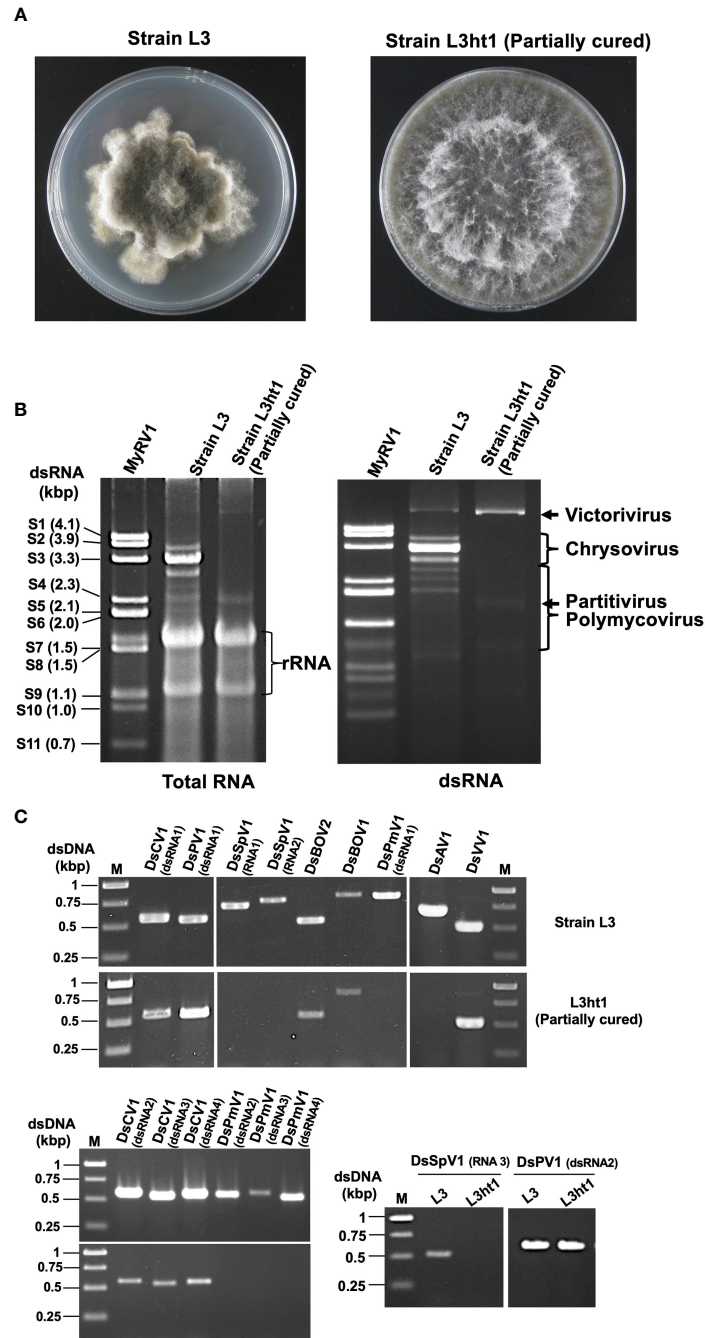 A
Strain L3
Strain L3ht1 (Partially cured)
B
dsRNA
(kbp)
MyRV1
Strain L3
Strain L3ht1
(Partially cured)
S1 (4.1)
S2 (3.9)
S3 (3.3)
S4 (2.3)
S5 (2.1)
S6 (2.0)
S7 (1.5)
S8 (1.5)
S9 (1.1)
S10 (1.0)
S11 (0.7)
rRNA
Total RNA
MyRV1
Strain L3
Strain L3ht1
(Partially cured)
Victorivirus
Chrysovirus
Partitivirus
Polymycovirus
dsRNA
C
dsDNA
(kbp)
M
DsCV1
(dsRNA1)
DsPV1
(dsRNA1)
DsSpV1
(RNA1)
DsSpV1
(RNA2)
DsBOV2
DsBOV1
DsPmV1
(dsRNA1)
DsAV1
DsVV1
M
1
0.75
0.5
0.25
Strain L3
1
0.75
0.5
0.25
L3ht1
(Partially cured)
dsDNA
(kbp)
M
DsCV1
(dsRNA2)
DsCV1
(dsRNA3)
DsCV1
(dsRNA4)
DsPmV1
(dsRNA2)
DsPmV1
(dsRNA3)
DsPmV1
(dsRNA4)
1
0.75
0.5
0.25
1
0.75
0.5
0.25
DsSpV1 (RNA 3)
DsPV1 (dsRNA2)
dsDNA
(kbp)
M
L3
L3ht1
L3
L3ht1
1
0.75
0.5
0.25